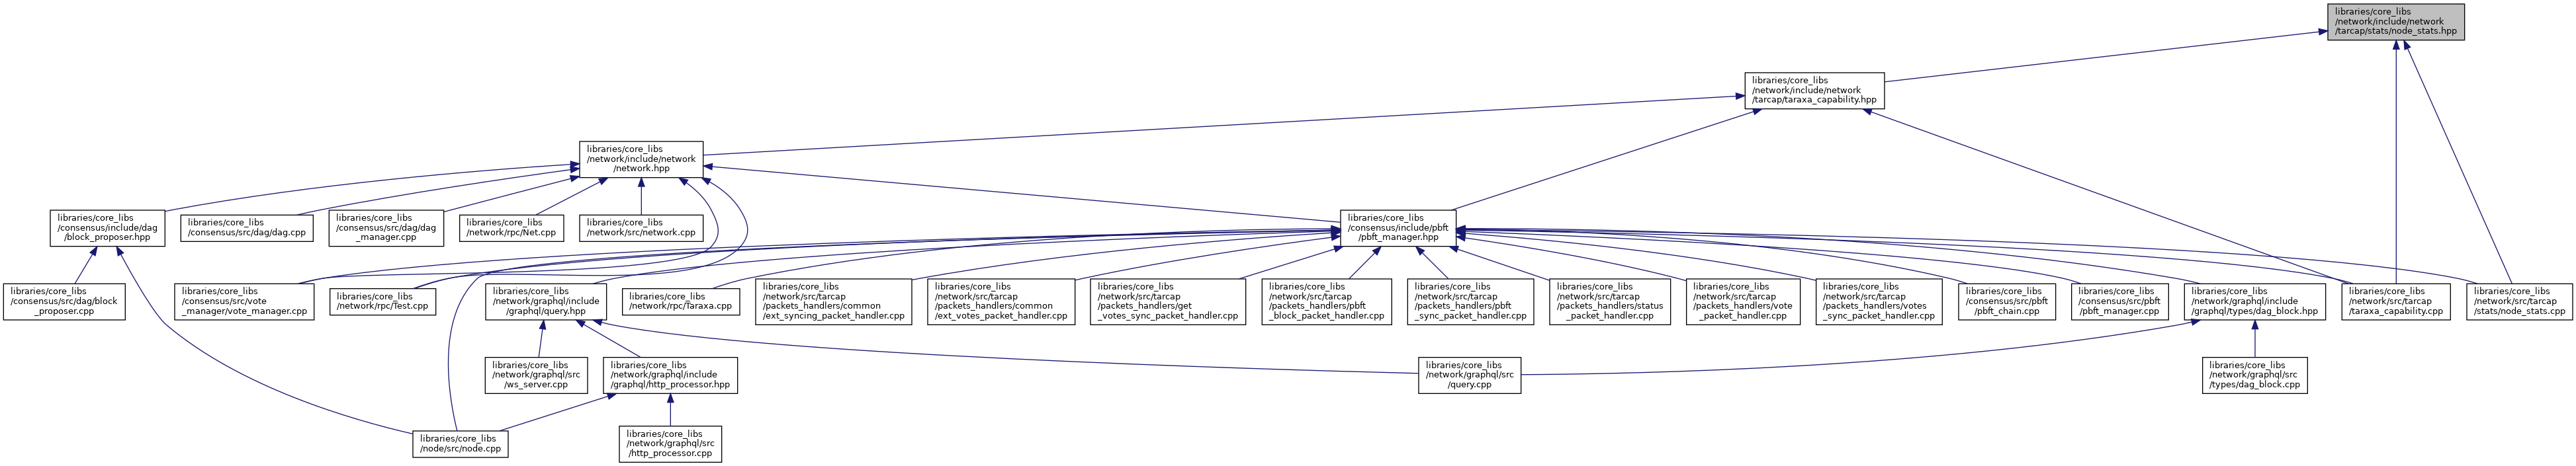 libraries/core_libs
/network/include/network
/tarcap/stats/node_stats.hpp
libraries/core_libs
/network/include/network
/tarcap/taraxa_capability.hpp
libraries/core_libs
/network/include/network
/network.hpp
libraries/core_libs
/consensus/include/dag
/block_proposer.hpp
libraries/core_libs
/consensus/src/dag/dag.cpp
libraries/core_libs
/consensus/src/dag/dag
_manager.cpp
libraries/core_libs
/network/rpc/Net.cpp
libraries/core_libs
/network/src/network.cpp
libraries/core_libs
/consensus/include/pbft
/pbft_manager.hpp
libraries/core_libs
/consensus/src/dag/block
_proposer.cpp
libraries/core_libs
/consensus/src/vote
_manager/vote_manager.cpp
libraries/core_libs
/network/rpc/Test.cpp
libraries/core_libs
/network/graphql/include
/graphql/query.hpp
libraries/core_libs
/network/rpc/Taraxa.cpp
libraries/core_libs
/network/src/tarcap
/packets_handlers/common
/ext_syncing_packet_handler.cpp
libraries/core_libs
/network/src/tarcap
/packets_handlers/common
/ext_votes_packet_handler.cpp
libraries/core_libs
/network/src/tarcap
/packets_handlers/get
_votes_sync_packet_handler.cpp
libraries/core_libs
/network/src/tarcap
/packets_handlers/pbft
_block_packet_handler.cpp
libraries/core_libs
/network/src/tarcap
/packets_handlers/pbft
_sync_packet_handler.cpp
libraries/core_libs
/network/src/tarcap
/packets_handlers/status
_packet_handler.cpp
libraries/core_libs
/network/src/tarcap
/packets_handlers/vote
_packet_handler.cpp
libraries/core_libs
/network/src/tarcap
/packets_handlers/votes
_sync_packet_handler.cpp
libraries/core_libs
/consensus/src/pbft
/pbft_chain.cpp
libraries/core_libs
/consensus/src/pbft
/pbft_manager.cpp
libraries/core_libs
/network/graphql/include
/graphql/types/dag_block.hpp
libraries/core_libs
/network/src/tarcap
/taraxa_capability.cpp
libraries/core_libs
/network/src/tarcap
/stats/node_stats.cpp
libraries/core_libs
/network/graphql/src
/ws_server.cpp
libraries/core_libs
/network/graphql/include
/graphql/http_processor.hpp
libraries/core_libs
/network/graphql/src
/query.cpp
libraries/core_libs
/network/graphql/src
/types/dag_block.cpp
libraries/core_libs
/node/src/node.cpp
libraries/core_libs
/network/graphql/src
/http_processor.cpp